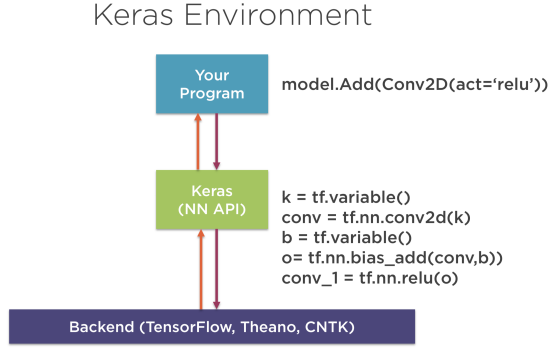 Keras Environment
Your
Program
model.Add(Conv2D(act=‘relu’))
Keras
(NN API)
k = tf.variable()
conv = tf.nn.conv2d(k)
b = tf.variable()
o= tf.nn.bias_add(conv,b))
conv_1 = tf.nn.relu(o)
Backend (TensorFlow, Theano, CNTK)